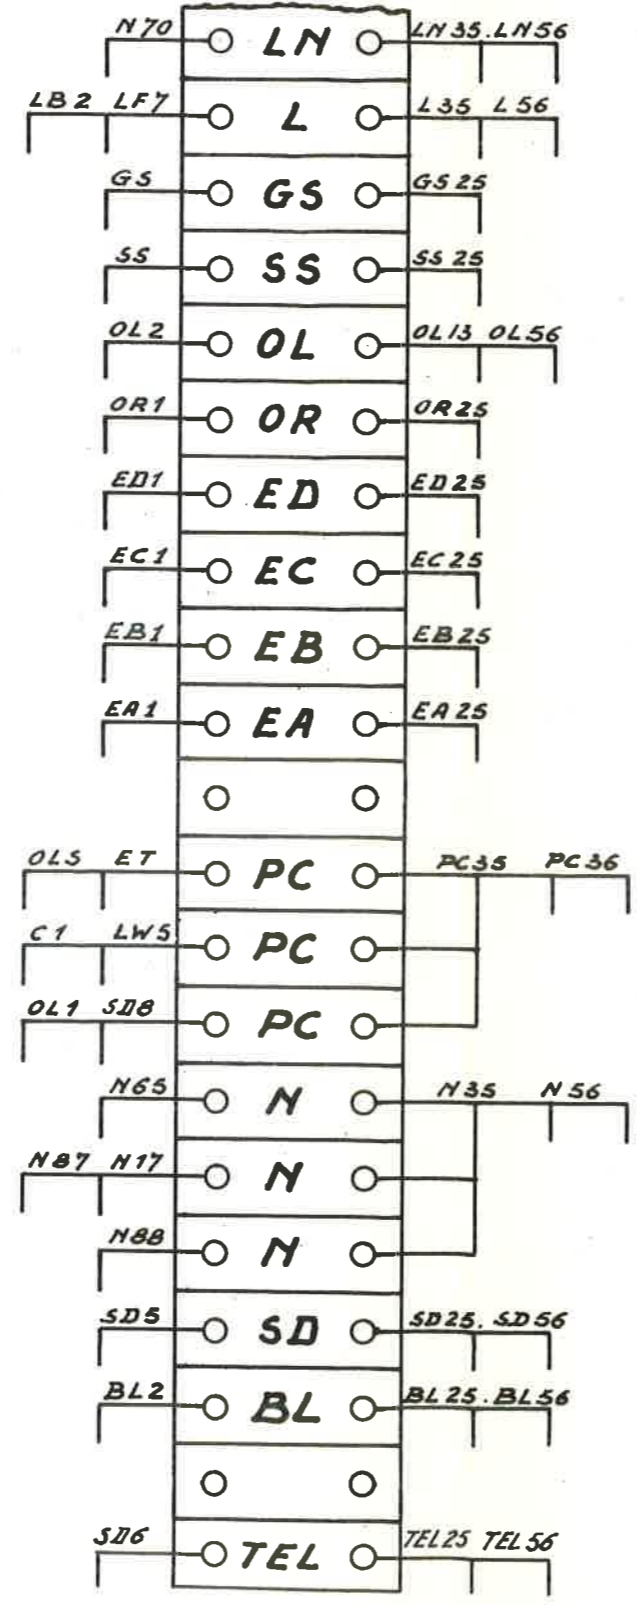 N70 LN LN35.LN56
LB2 LF7 L L35 L56
GS GS GS25
SS SS SS25
OL2 OL OL13 OL56
OR1 OR OR25
ED1 ED ED25
EC1 EC EC25
EB1 EB EB25
EA1 EA EA25
OLS ET PC PC35 PC36
C1 LW5 PC
OL1 SD8 PC
N65 N N35 N56
N87 N17 N
N88 N
SD5 SD SD25. SD56
BL2 BL BL25.BL56
SD6 TEL TEL25 TEL56